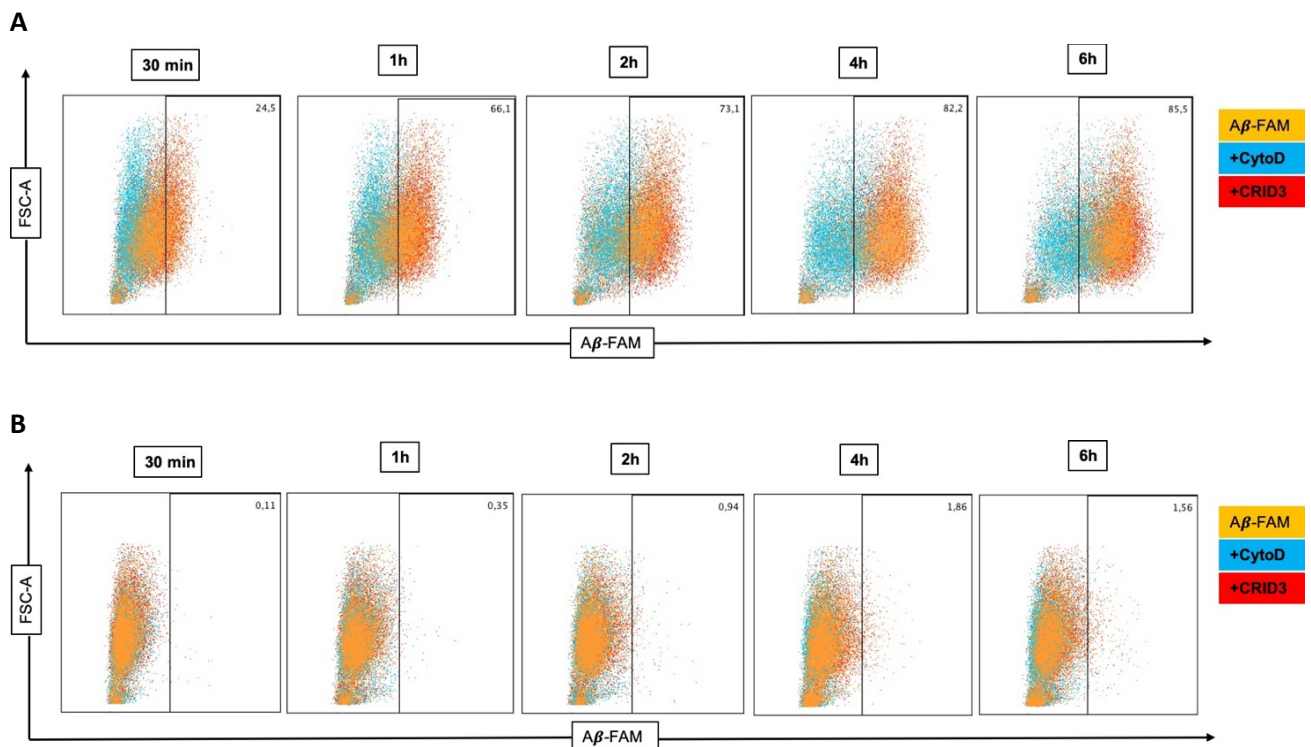 A
30 min 1h 2h 4h 6h
24,5 66,1 73,1 82,2 85,5
Aβ-FAM
+CytoD
+CRID3
FSC-A
Aβ-FAM
B
30 min 1h 2h 4h 6h
0,11 0,35 0,94 1,86 1,56
Aβ-FAM
+CytoD
+CRID3
FSC-A
Aβ-FAM